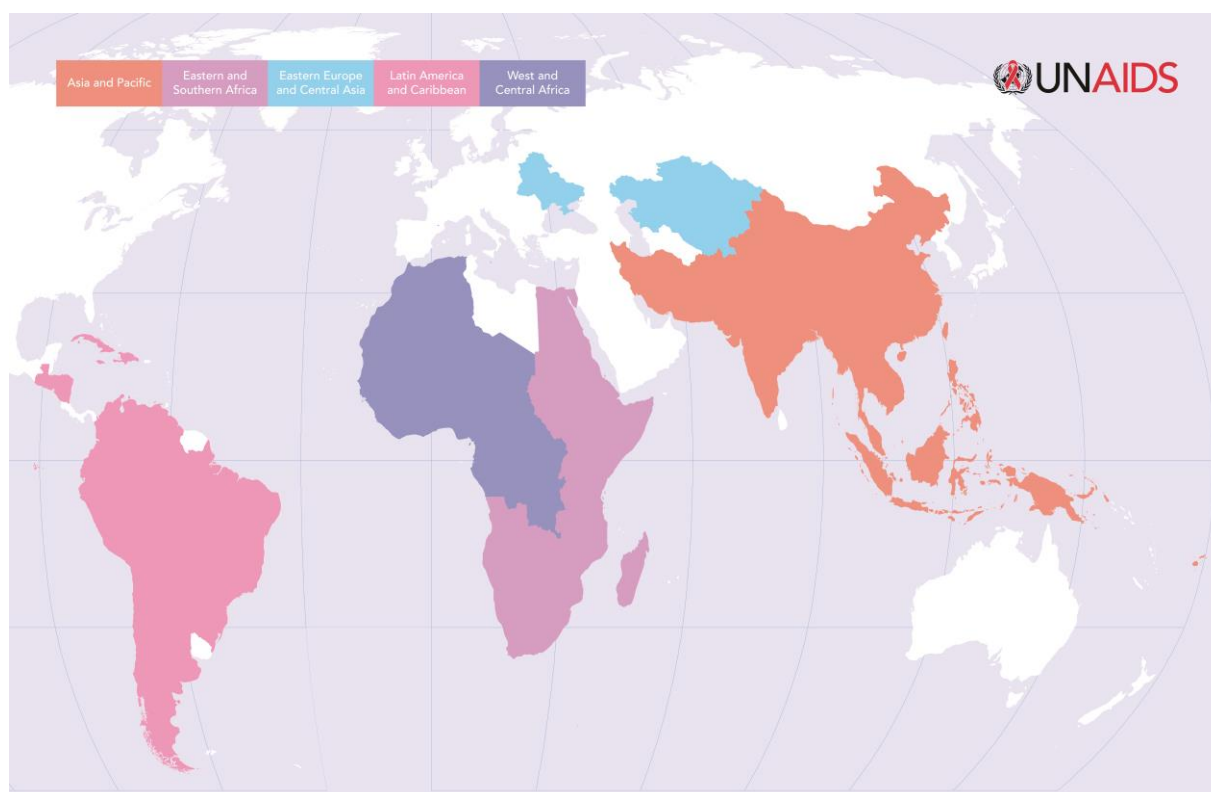 Asia and Pacific
Eastern and
Southern Africa
Eastern Europe
and Central Asia
Latin America
and Caribbean
West and
Central Africa
UNAIDS